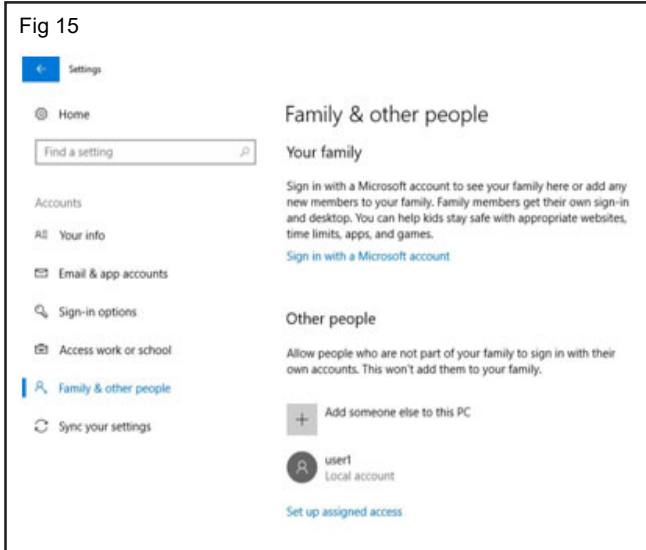 Fig 15
Settings
Home
Find a setting
Accounts
Your info
Email & app accounts
Sign-in options
Access work or school
Family & other people
Sync your settings
Family & other people
Your family
Sign in with a Microsoft account to see your family here or add any
new members to your family. Family members get their own sign-in
and desktop. You can help kids stay safe with appropriate websites,
time limits, apps, and games.
Sign in with a Microsoft account
Other people
Allow people who are not part of your family to sign in with their
own accounts. This won't add them to your family.
Add someone else to this PC
user1
Local account
Set up assigned access